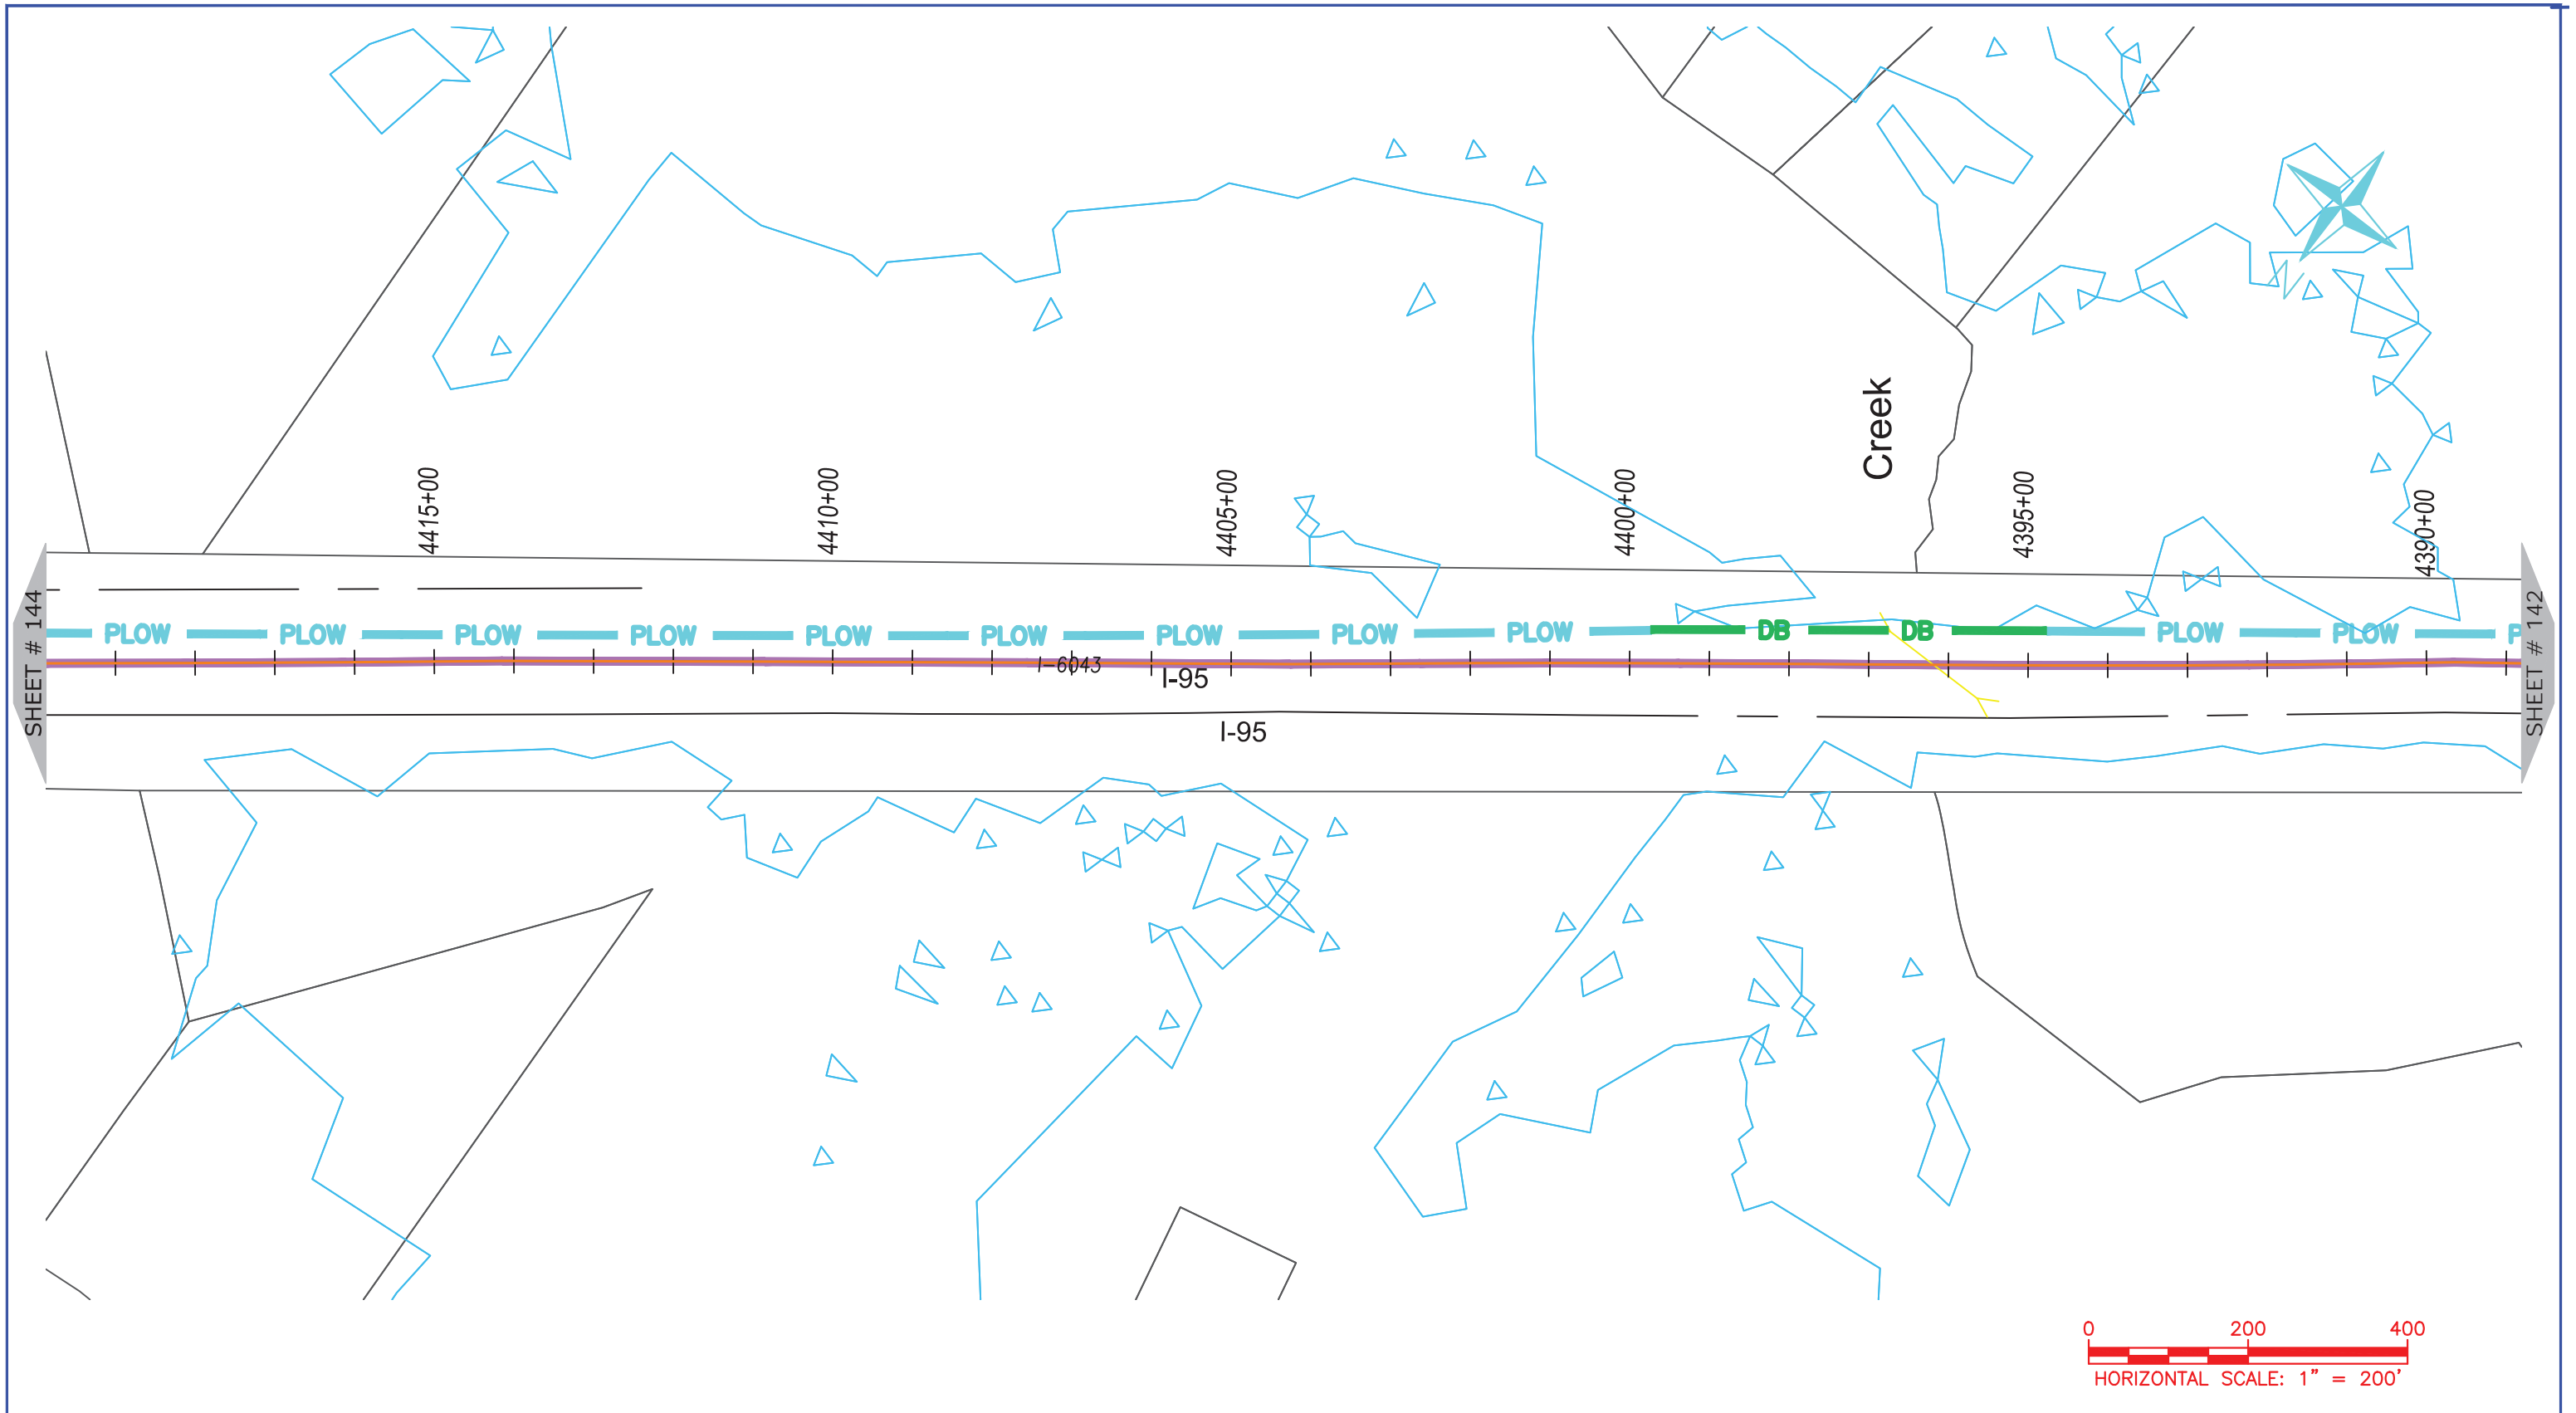 Creek
4415+00
4410+00
4405+00
4400+00
4395+00
4390+00
SHEET # 144
PLOW PLOW PLOW PLOW PLOW PLOW PLOW PLOW PLOW DB DB PLOW PLOW P
SHEET # 142
I-6043
I-95
I-95
N
0 200 400
HORIZONTAL SCALE: 1" = 200'